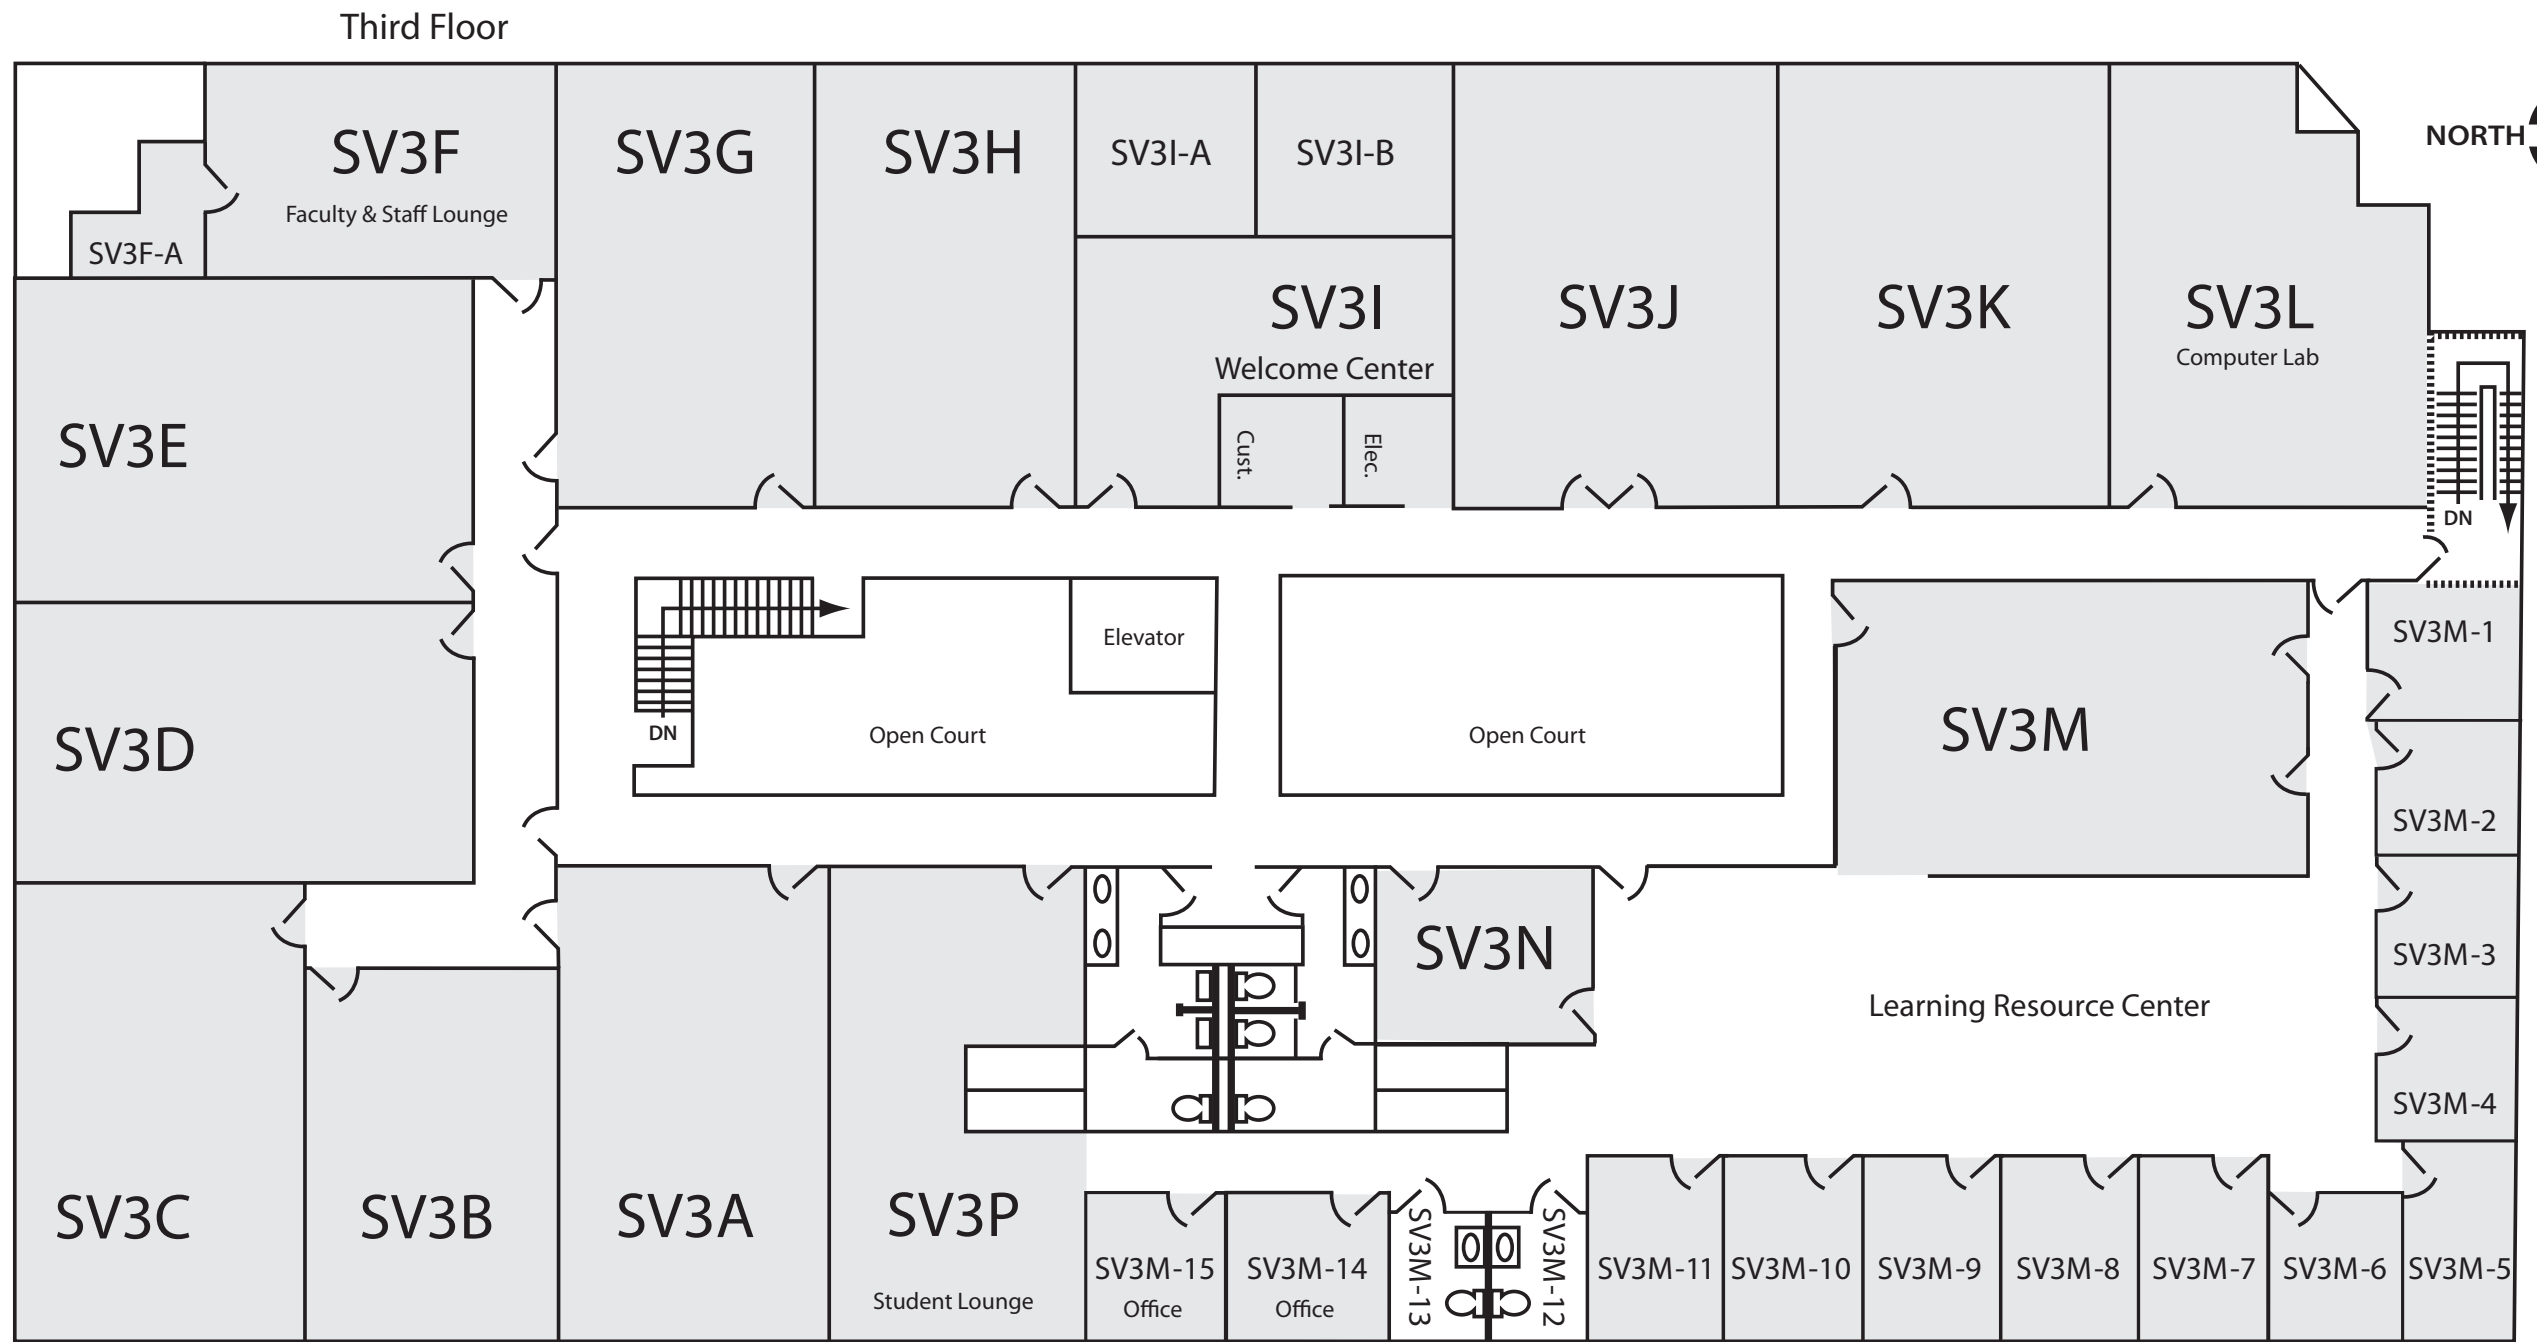 Third Floor
NORTH
SV3F
Faculty & Staff Lounge
SV3F-A
SV3G
SV3H
SV3I-A
SV3I-B
SV3I
Welcome Center
Cust.
Elec.
SV3J
SV3K
SV3L
Computer Lab
DN
SV3E
SV3D
Elevator
DN
Open Court
Open Court
SV3M
SV3M-1
SV3M-2
SV3M-3
SV3M-4
SV3N
Learning Resource Center
SV3C
SV3B
SV3A
SV3P
Student Lounge
SV3M-15
Office
SV3M-14
Office
SV3M-13
SV3M-12
SV3M-11
SV3M-10
SV3M-9
SV3M-8
SV3M-7
SV3M-6
SV3M-5